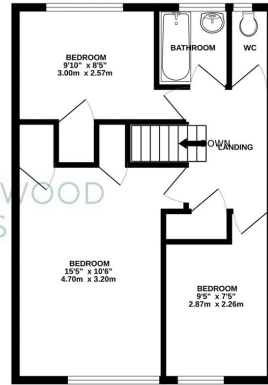 BEDROOM
9'10" x 8'5"
3.00m x 2.57m
BATHROOM
WC
OWN
LANDING
WOOD
S
BEDROOM
15'5" x 10'6"
4.70m x 3.20m
BEDROOM
9'5" x 7'5"
2.87m x 2.26m